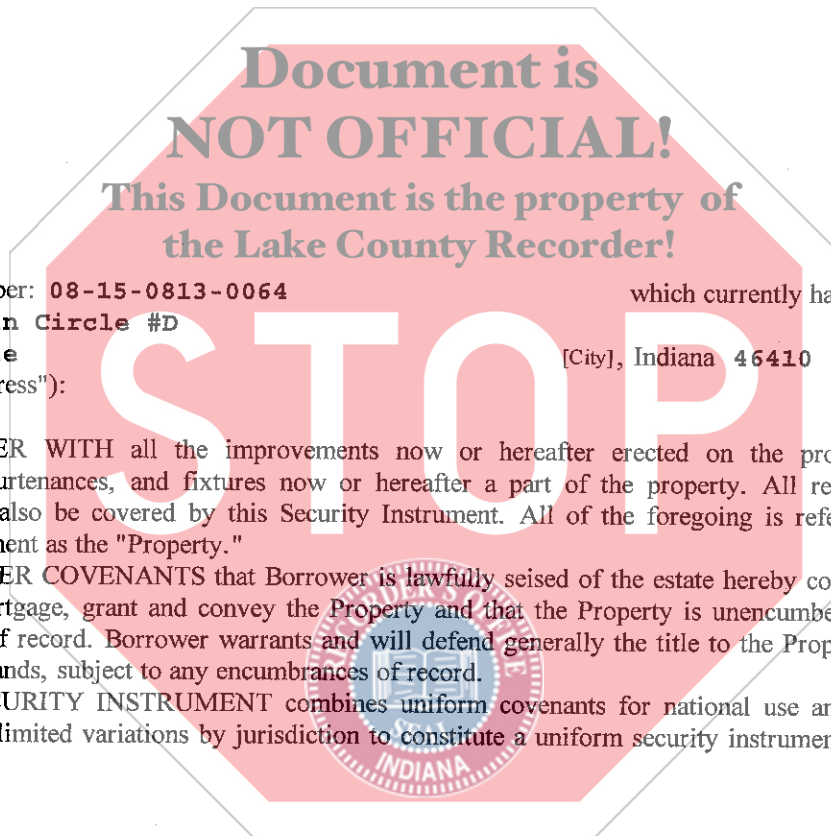 Document is
NOT OFFICIAL!
This Document is the property of
the Lake County Recorder!
ber: 08-15-0813-0064 which currently ha
n Circle #D
e [City], Indiana 46410
ress"):
STOP
ER WITH all the improvements now or hereafter erected on the pro
urtenances, and fixtures now or hereafter a part of the property. All re
also be covered by this Security Instrument. All of the foregoing is refe
nent as the "Property."
ER COVENANTS that Borrower is lawfully seised of the estate hereby co
rtgage, grant and convey the Property and that the Property is unencumbe
f record. Borrower warrants and will defend generally the title to the Prop
ands, subject to any encumbrances of record.
CURITY INSTRUMENT combines uniform covenants for national use an
limited variations by jurisdiction to constitute a uniform security instrumen
RECORDER'S OFFICE
SEAL
INDIANA